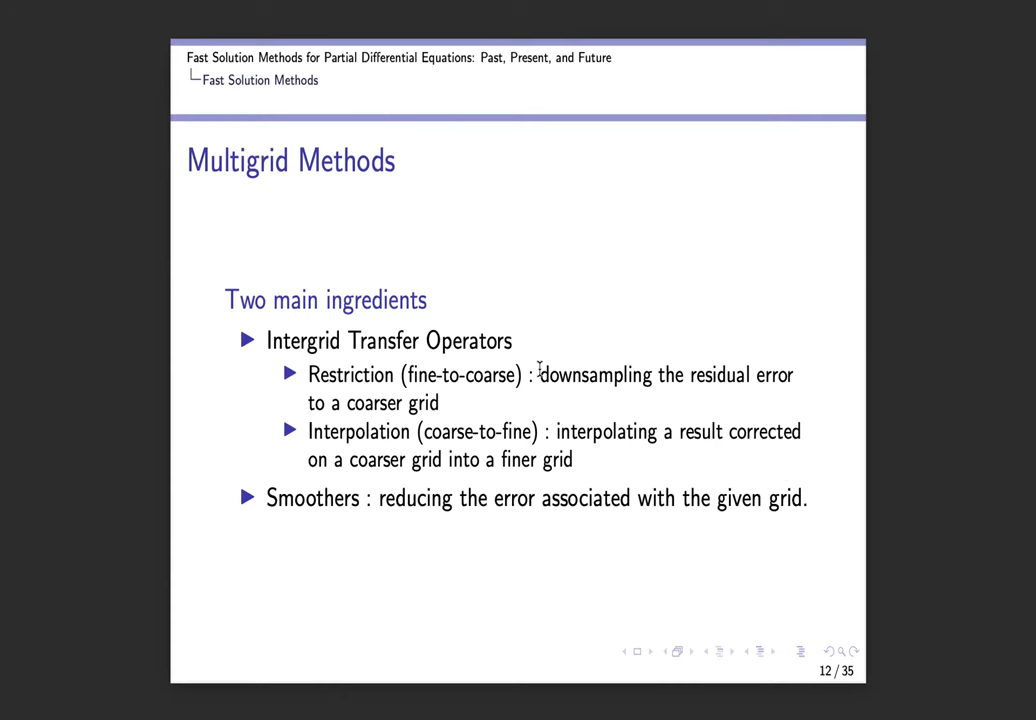 Fast Solution Methods for Partial Differential Equations: Past, Present, and Future
Fast Solution Methods
Multigrid Methods
Two main ingredients
Intergrid Transfer Operators
Restriction (fine-to-coarse) : downsampling the residual error
to a coarser grid
Interpolation (coarse-to-fine) : interpolating a result corrected
on a coarser grid into a finer grid
Smoothers : reducing the error associated with the given grid.
12 / 35